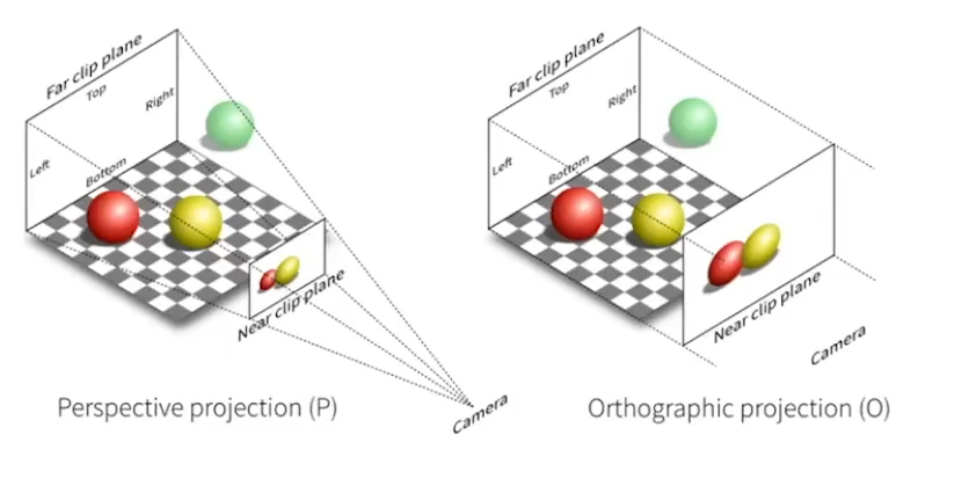 Far clip plane
Top
Right
Left
Bottom
Near clip plane
Camera
Perspective projection (P)
Far clip plane
Top
Right
Left
Bottom
Near clip plane
Camera
Orthographic projection (O)